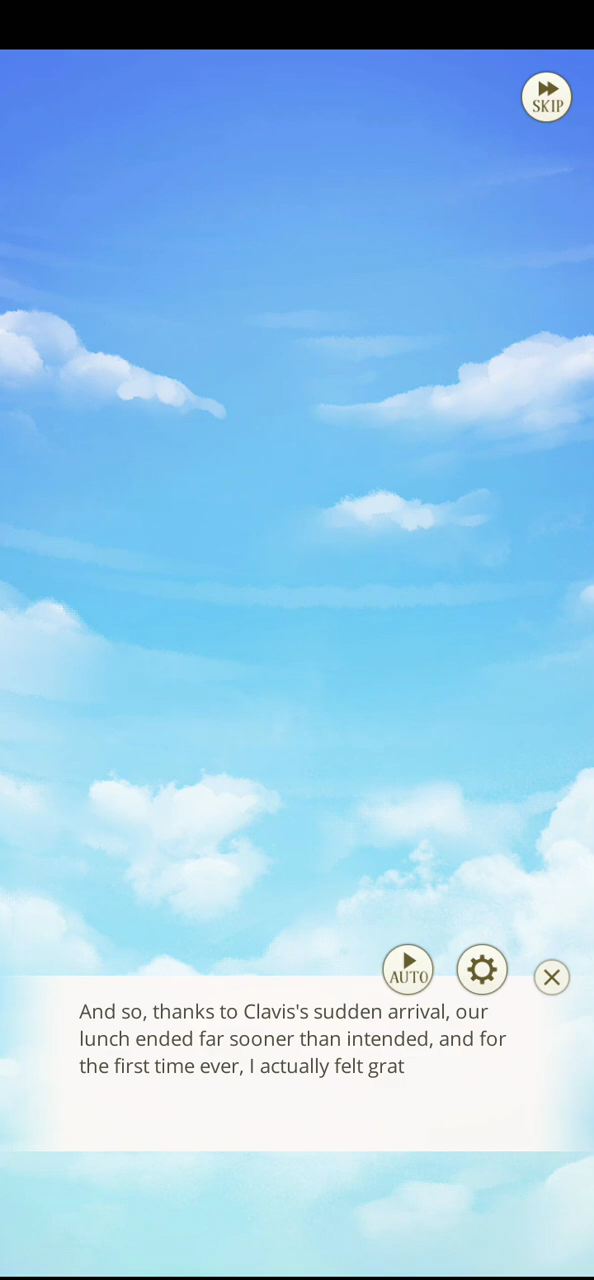 SKIP
AUTO
And so, thanks to Clavis's sudden arrival, our
lunch ended far sooner than intended, and for
the first time ever, I actually felt grat